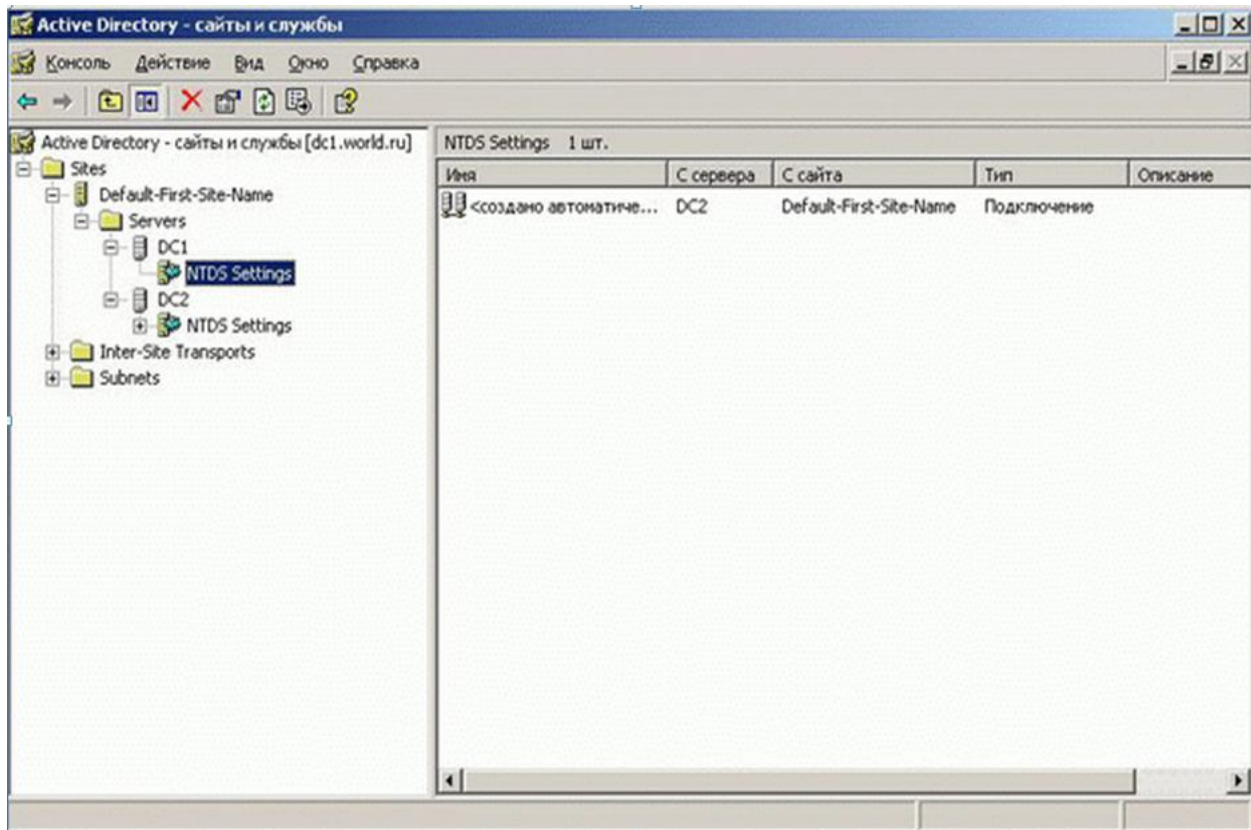 Active Directory - сайты и службы
Консоль Действие Вид Окно Справка
Active Directory - сайты и службы [dc1.world.ru]
Sites
Default-First-Site-Name
Servers
DC1
NTDS Settings
DC2
NTDS Settings
Inter-Site Transports
Subnets
NTDS Settings 1 шт.
Имя С сервера С сайта Тип Описание
<создано автоматиче... DC2 Default-First-Site-Name Подключение